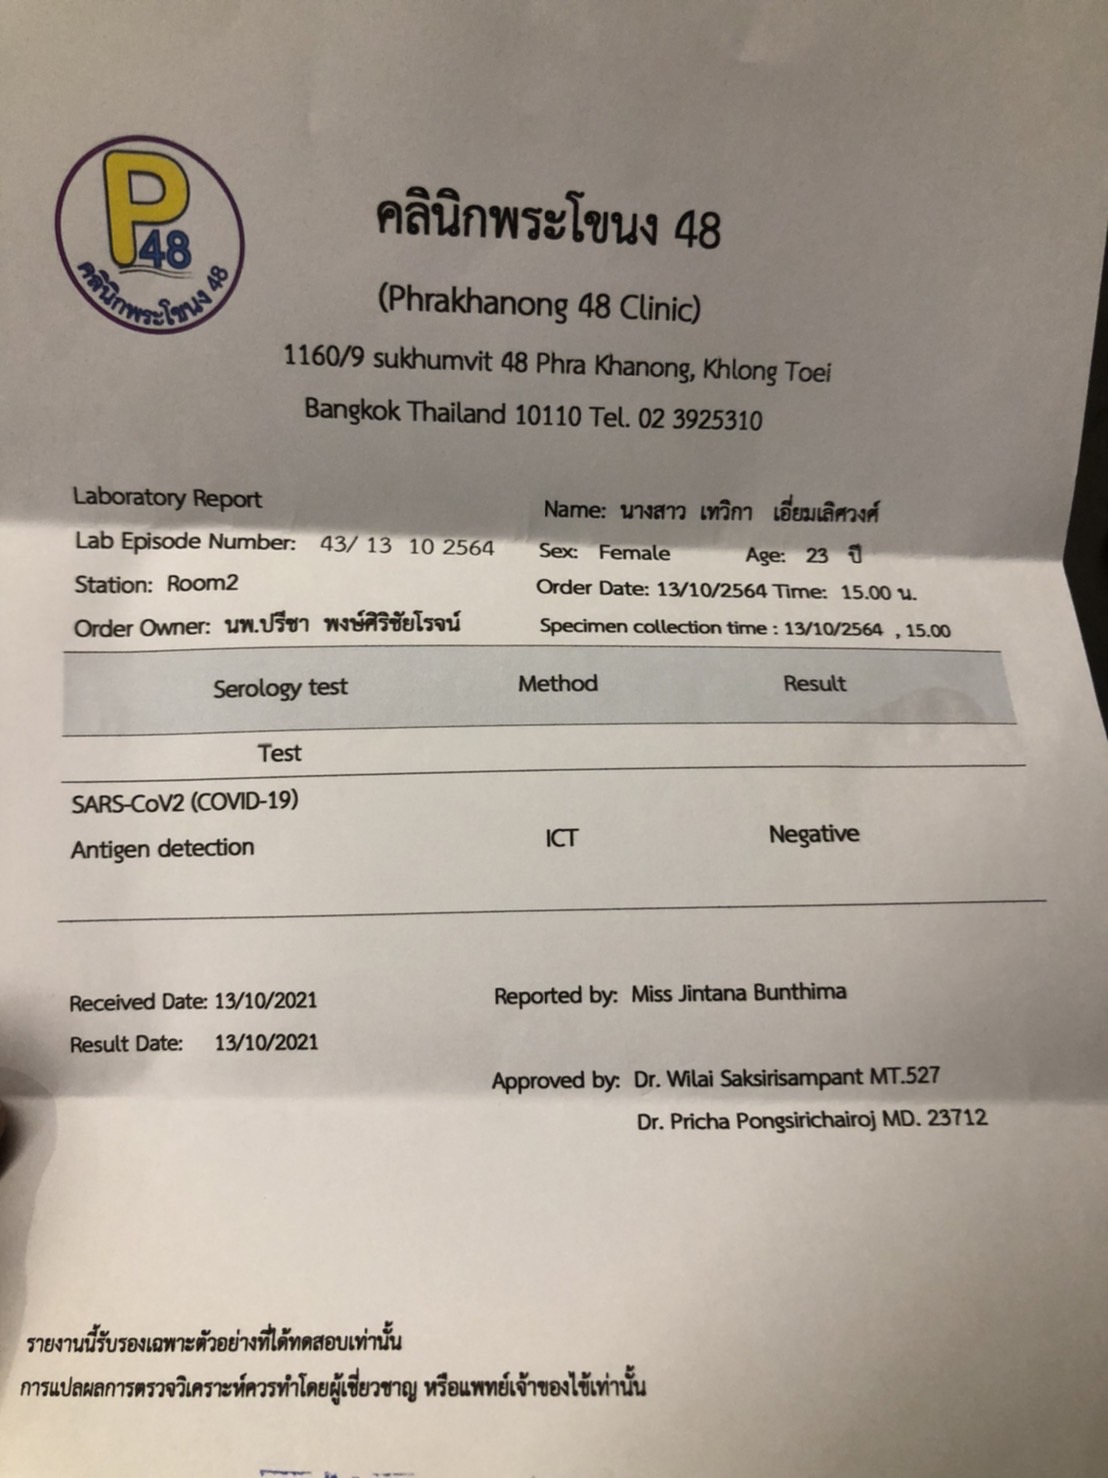 P48
คลินิกพระโขนง 48
คลินิกพระโขนง 48
(Phrakhanong 48 Clinic)
1160/9 sukhumvit 48 Phra Khanong, Khlong Toei
Bangkok Thailand 10110 Tel. 02 3925310
Laboratory Report
Name: นางสาว เทวิกา เอี่ยมเลิศวงศ์
Lab Episode Number: 43/ 13 10 2564
Sex: Female Age: 23 ปี
Station: Room2
Order Date: 13/10/2564 Time: 15.00 น.
Order Owner: นพ.ปรีชา พงษ์ศิริชัยโรจน์
Specimen collection time : 13/10/2564 , 15.00
Serology test Method Result
Test
SARS-CoV2 (COVID-19)
Antigen detection ICT Negative
Received Date: 13/10/2021
Reported by: Miss Jintana Bunthima
Result Date: 13/10/2021
Approved by: Dr. Wilai Saksirisampant MT.527
Dr. Pricha Pongsirichairoj MD. 23712
รายงานนี้รับรองเฉพาะตัวอย่างที่ได้ทดสอบเท่านั้น
การแปลผลการตรวจวิเคราะห์ควรทำโดยผู้เชี่ยวชาญ หรือแพทย์เจ้าของไข้เท่านั้น